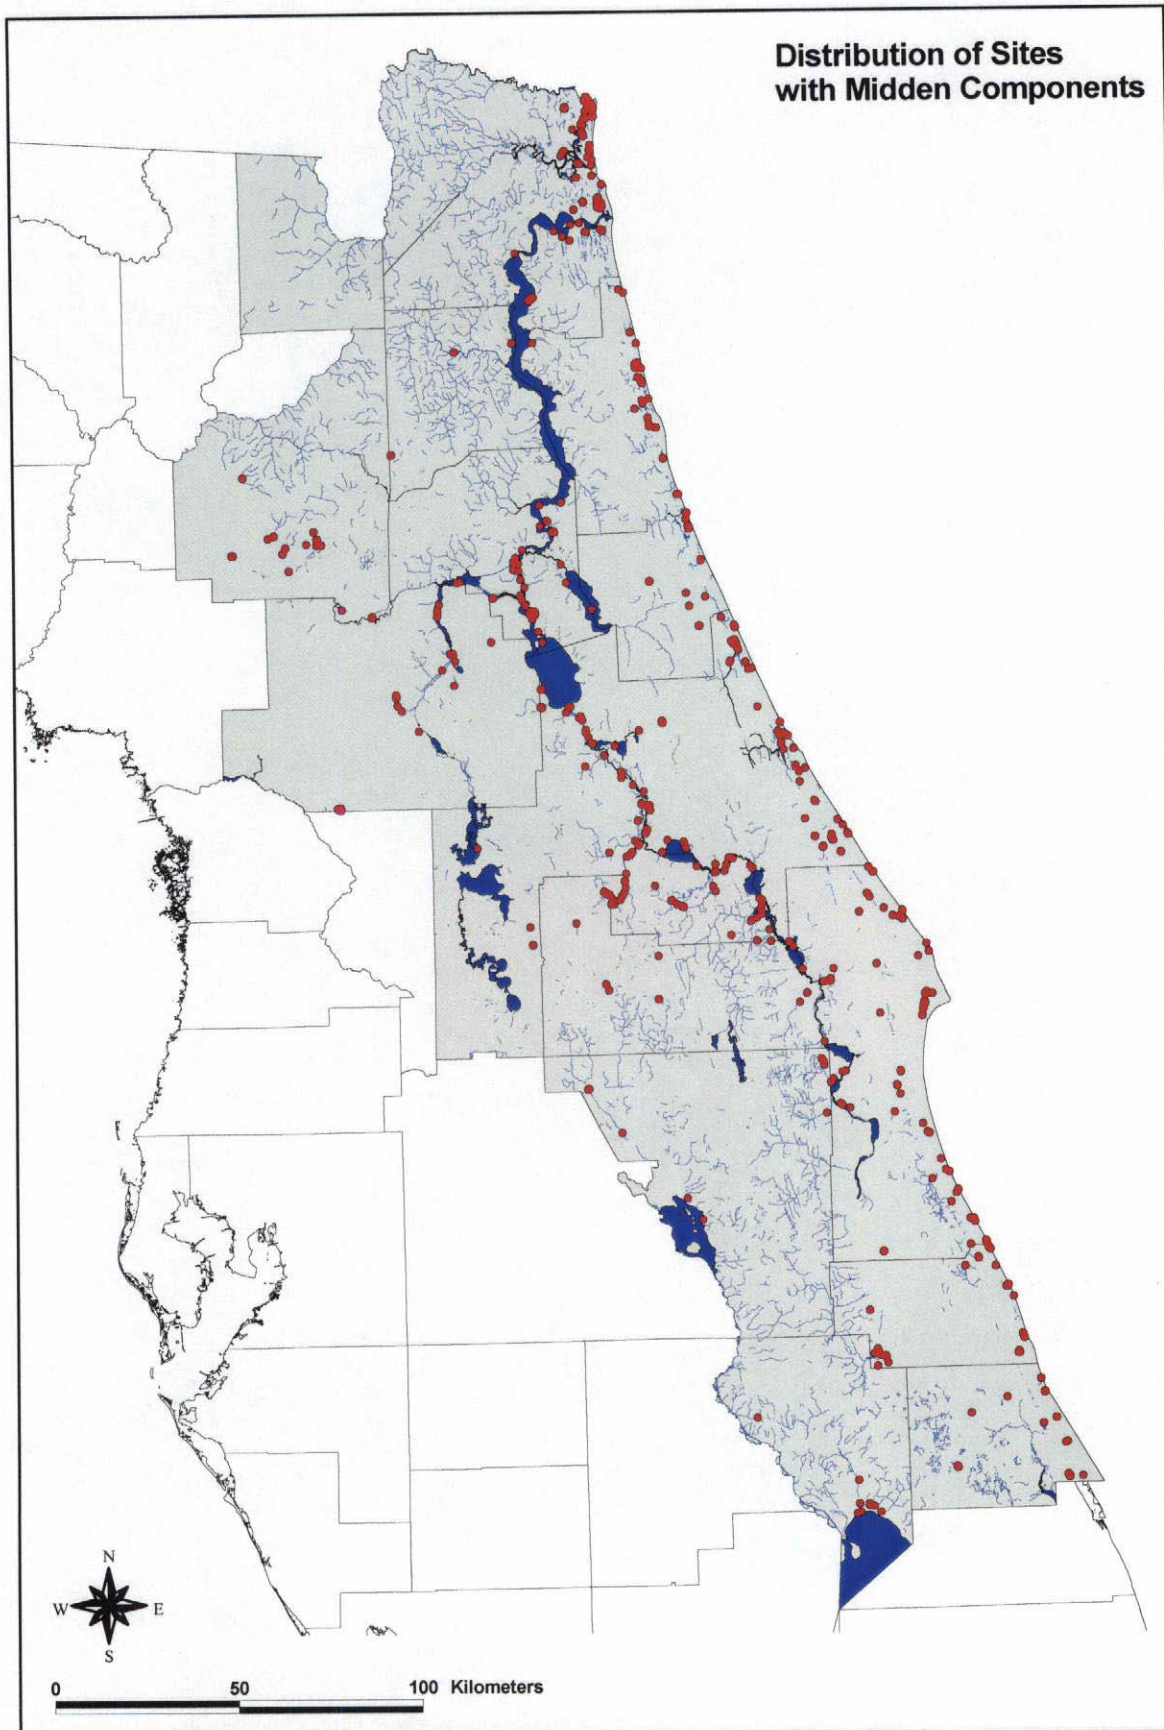 Distribution of Sites
with Midden Components
N
W E
S
0 50 100 Kilometers